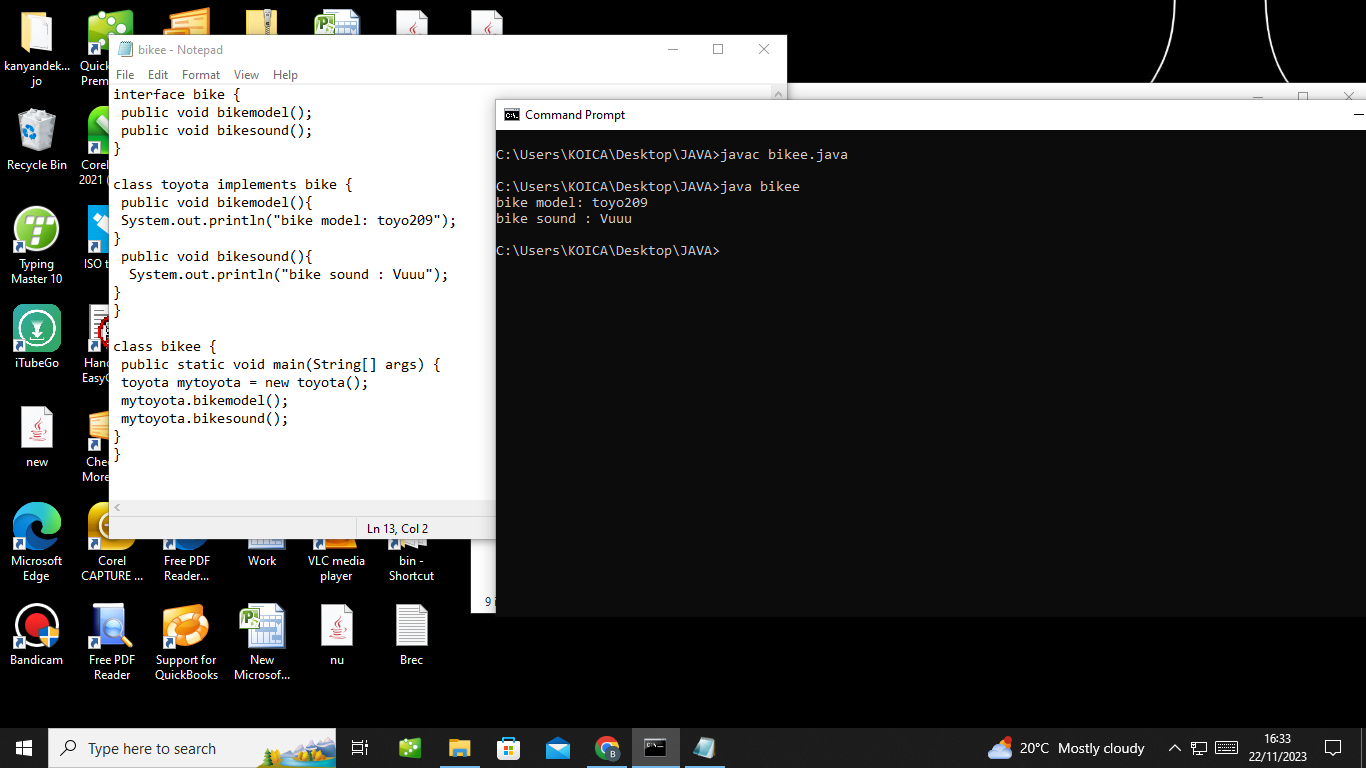 kanyandek...
jo
Quick
Prem
Recycle Bin
Corel
2021 (
Typing
Master 10
ISO t
iTubeGo
Hand
EasyC
new
Chec
More
Microsoft
Edge
Corel
CAPTURE ...
Free PDF
Reader...
Work
VLC media
player
bin -
Shortcut
Bandicam
Free PDF
Reader
Support for
QuickBooks
New
Microsof...
nu
Brec
bikee - Notepad
File Edit Format View Help
interface bike {
 public void bikemodel();
 public void bikesound();
}
class toyota implements bike {
 public void bikemodel(){
 System.out.println("bike model: toyo209");
}
 public void bikesound(){
  System.out.println("bike sound : Vuuu");
}
}
class bikee {
 public static void main(String[] args) {
 toyota mytoyota = new toyota();
 mytoyota.bikemodel();
 mytoyota.bikesound();
}
}
Ln 13, Col 2
9 i
Command Prompt
C:\Users\KOICA\Desktop\JAVA>javac bikee.java
C:\Users\KOICA\Desktop\JAVA>java bikee
bike model: toyo209
bike sound : Vuuu
C:\Users\KOICA\Desktop\JAVA>
Type here to search
20°C Mostly cloudy
16:33
22/11/2023